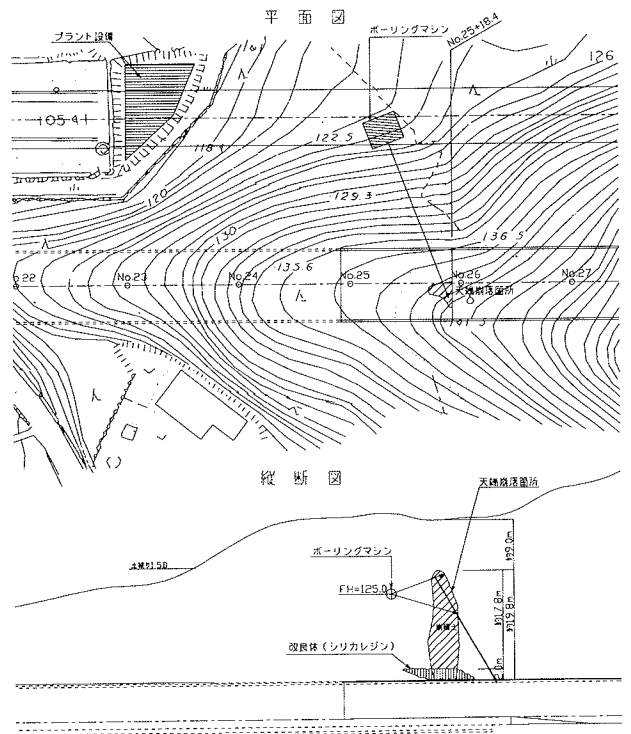 平面図
プラント設備
ボーリングマシン
No.25+18.4
126
105.41
118.1
122.5
120
129.3
130
136.5
22
No.23
No.24
135.6
No.25
No.26
No.27
天端崩落箇所
141.5
縦断図
天端崩落箇所
ボーリングマシン
土被り1.5D
FH=125.0
約9.0m
約17.8m
約19.8m
改良体(シリカレジン)